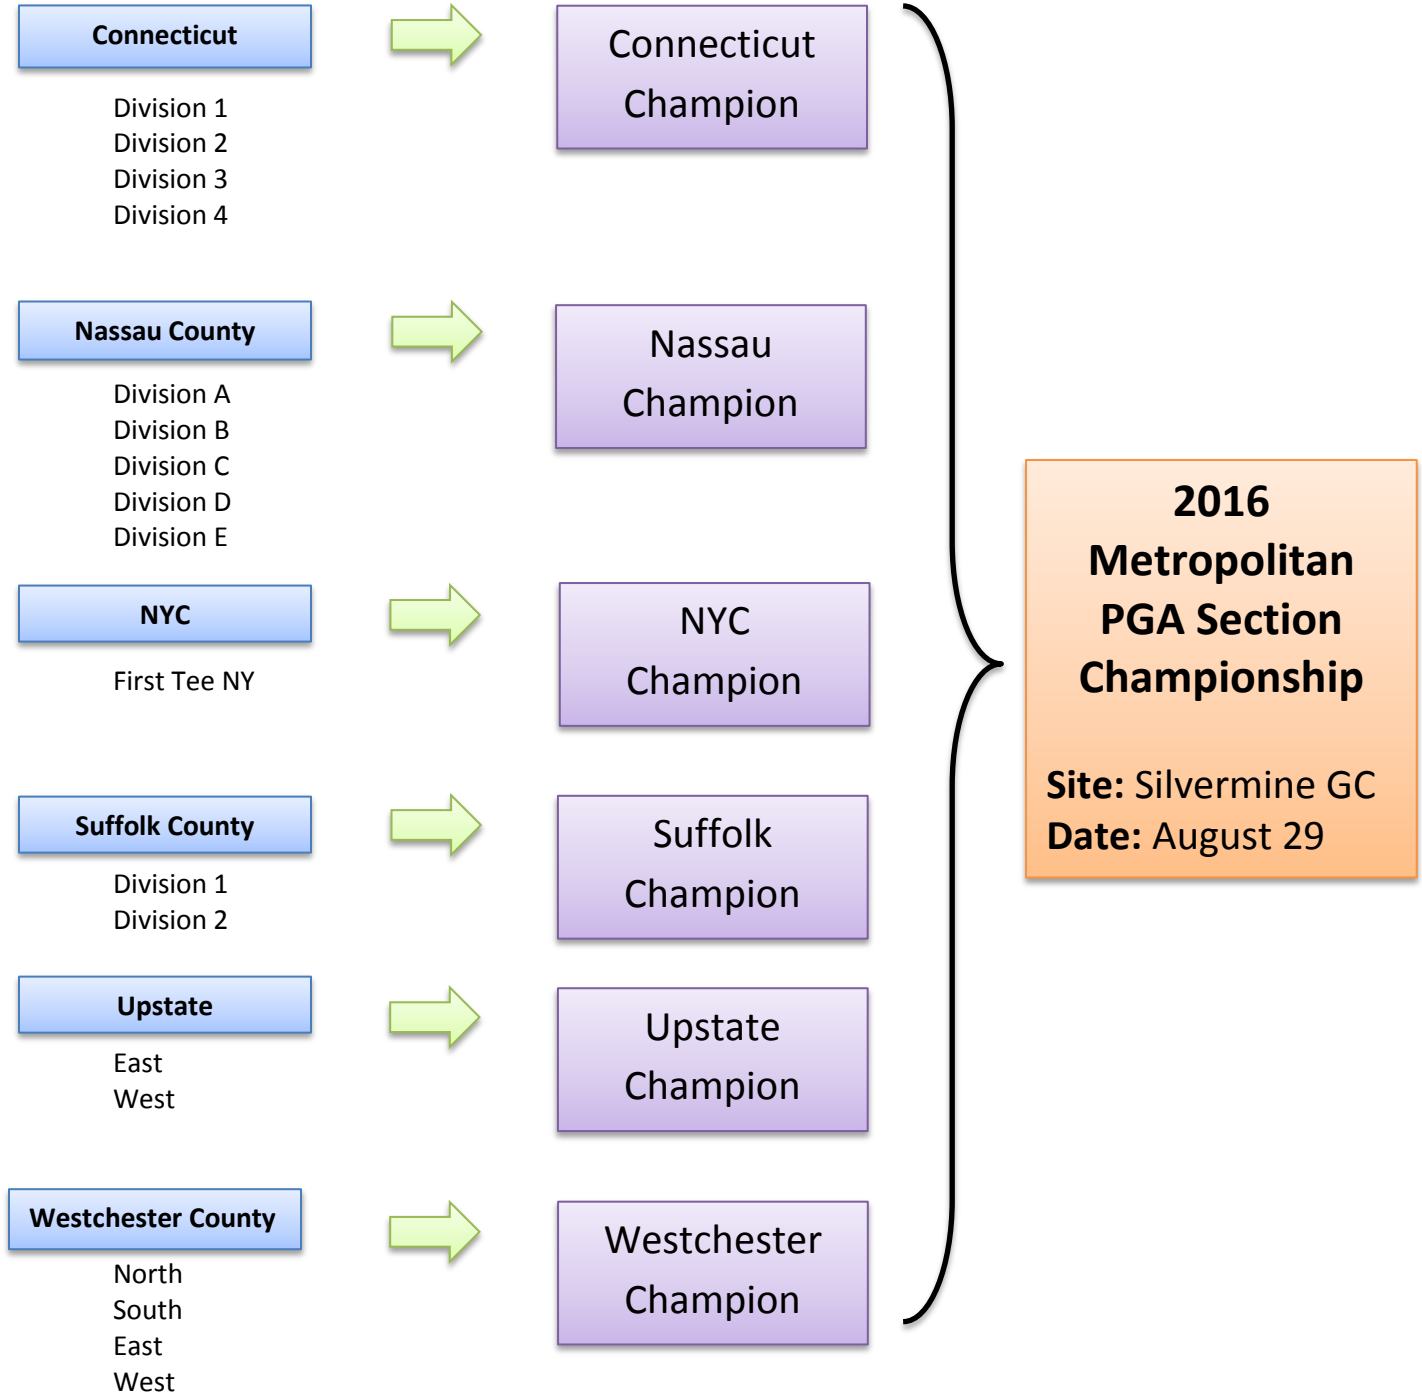 Connecticut
Division 1
Division 2
Division 3
Division 4
Connecticut
Champion
Nassau County
Division A
Division B
Division C
Division D
Division E
Nassau
Champion
NYC
First Tee NY
NYC
Champion
Suffolk County
Division 1
Division 2
Suffolk
Champion
Upstate
East
West
Upstate
Champion
Westchester County
North
South
East
West
Westchester
Champion
2016
Metropolitan
PGA Section
Championship
Site: Silvermine GC
Date: August 29